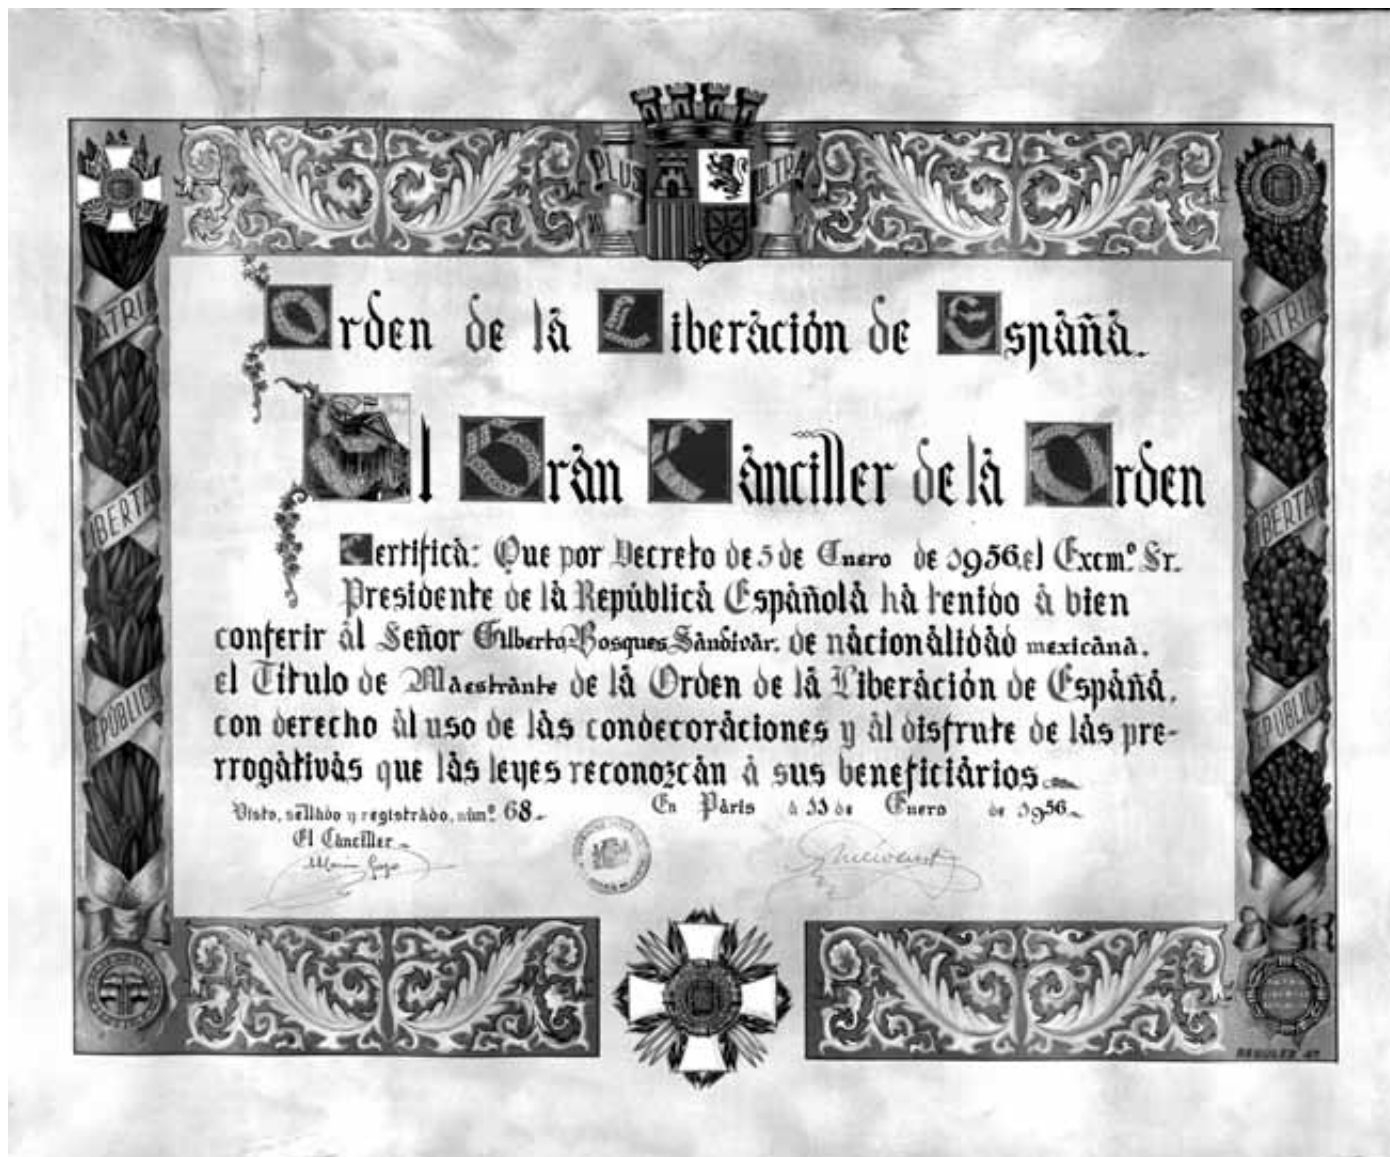 PLUS ULTRA
Orden de la Liberación de España.
El Gran Canciller de la Orden
Certifica: Que por Decreto de 5 de Enero de 1956, el Excmº Sr.
Presidente de la República Española ha tenido a bien
conferir al Señor Gilberto Bosques Sandivar. de nacionalidad mexicana.
el Título de Maestrante de la Orden de la Liberación de España,
con derecho al uso de las condecoraciones y al disfrute de las pre-
rrogativas que las leyes reconozcan a sus beneficiarios.
Visto, sellado y registrado, númº 68.- En París a 11 de Enero de 1956.-
El Canciller.-
PATRIA
LIBERTAD
REPÚBLICA
PATRIA
LIBERTAD
REPUBLICA